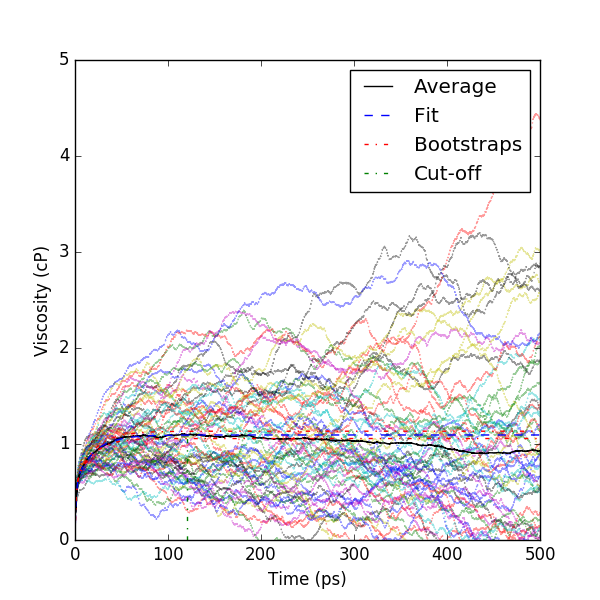 5
4
3
2
1
0
Viscosity (cP)
Average
Fit
Bootstraps
Cut-off
0 100 200 300 400 500
Time (ps)